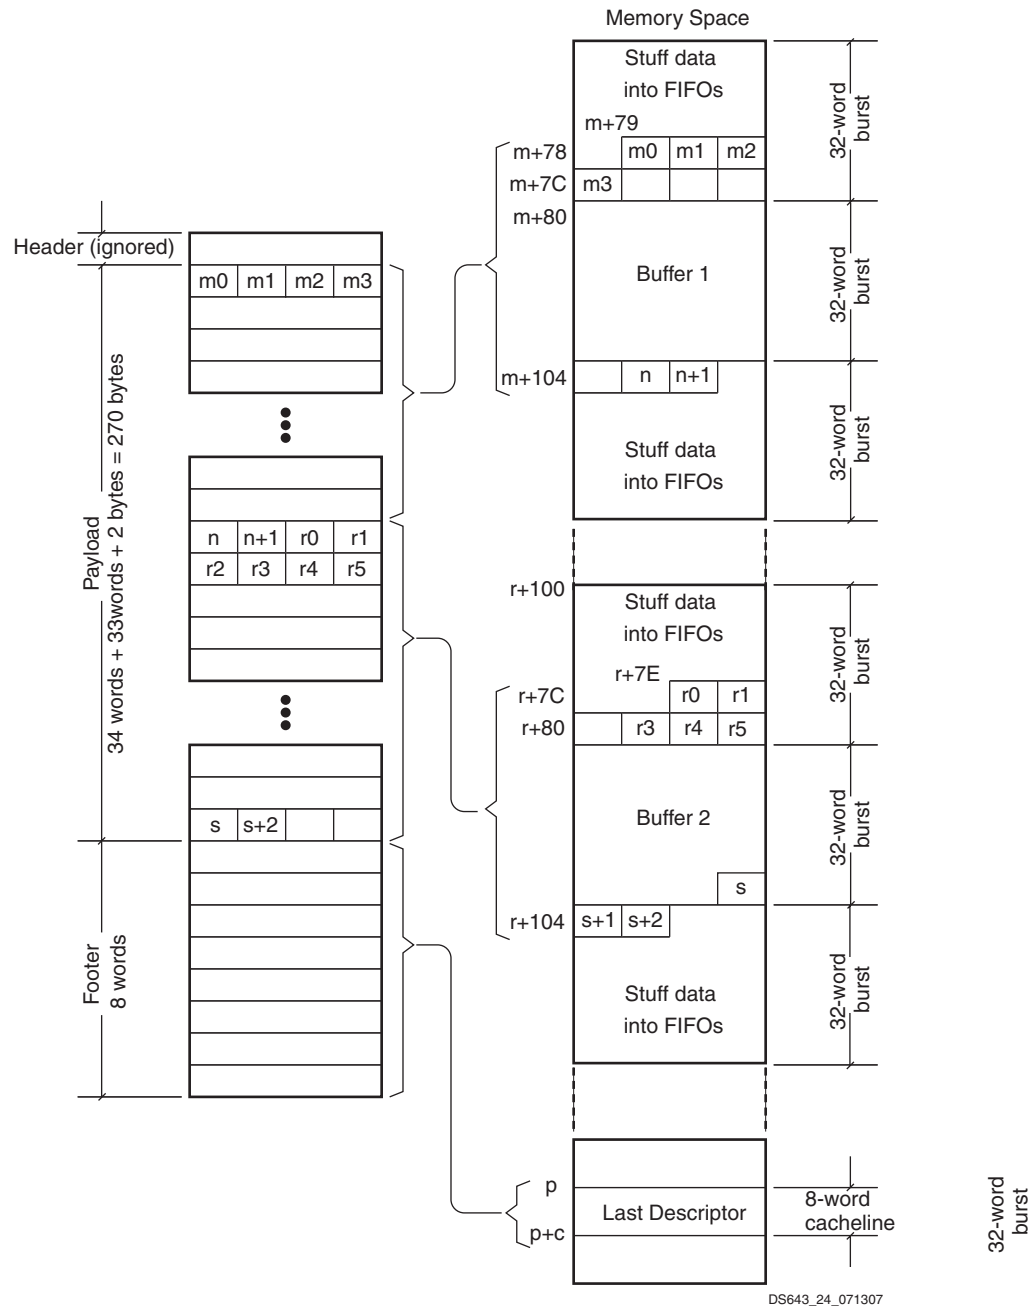 Memory Space
Stuff data
into FIFOs
m+79
m+78
m0 m1 m2
m+7C
m3
m+80
Buffer 1
m+104
n n+1
Stuff data
into FIFOs
32-word
burst
32-word
burst
32-word
burst
Header (ignored)
m0 m1 m2 m3
Payload
34 words + 33words + 2 bytes = 270 bytes
n n+1 r0 r1
r2 r3 r4 r5
s s+2
Footer
8 words
r+100
Stuff data
into FIFOs
r+7E
r+7C
r0 r1
r+80
r3 r4 r5
Buffer 2
s
r+104
s+1 s+2
Stuff data
into FIFOs
32-word
burst
32-word
burst
32-word
burst
p
Last Descriptor
p+c
8-word
cacheline
32-word
burst
DS643_24_071307